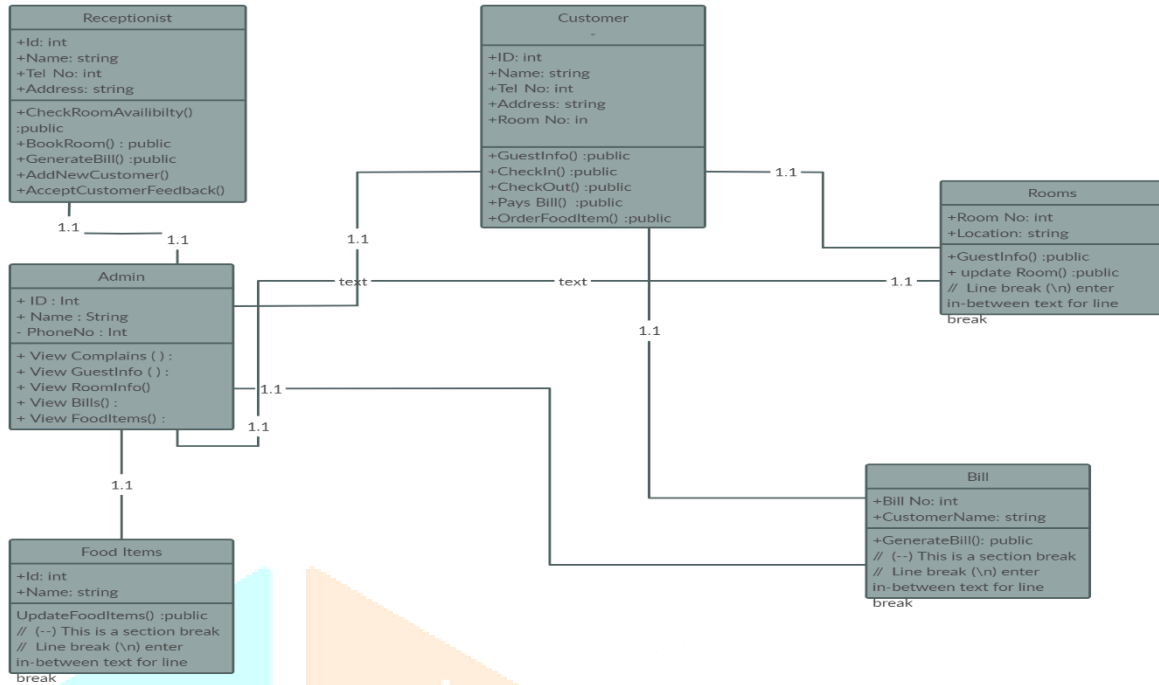 Receptionist
+Id: int
+Name: string
+Tel No: int
+Address: string
+CheckRoomAvailibilty()
:public
+BookRoom() : public
+GenerateBill() :public
+AddNewCustomer()
+AcceptCustomerFeedback()
Customer
-
+ID: int
+Name: string
+Tel No: int
+Address: string
+Room No: in
+GuestInfo() :public
+CheckIn() :public
+CheckOut() :public
+Pays Bill() :public
+OrderFoodItem() :public
1.1
Rooms
+Room No: int
+Location: string
+GuestInfo() :public
+ update Room() :public
// Line break (\n) enter
in-between text for line
break
1.1
1.1
1.1
text
text
1.1
Admin
+ ID : Int
+ Name : String
- PhoneNo : Int
+ View Complains ( ) :
+ View GuestInfo ( ) :
+ View RoomInfo()
+ View Bills() :
+ View FoodItems() :
1.1
1.1
1.1
1.1
Bill
+Bill No: int
+CustomerName: string
+GenerateBill(): public
// (--) This is a section break
// Line break (\n) enter
in-between text for line
break
Food Items
+Id: int
+Name: string
UpdateFoodItems() :public
// (--) This is a section break
// Line break (\n) enter
in-between text for line
break